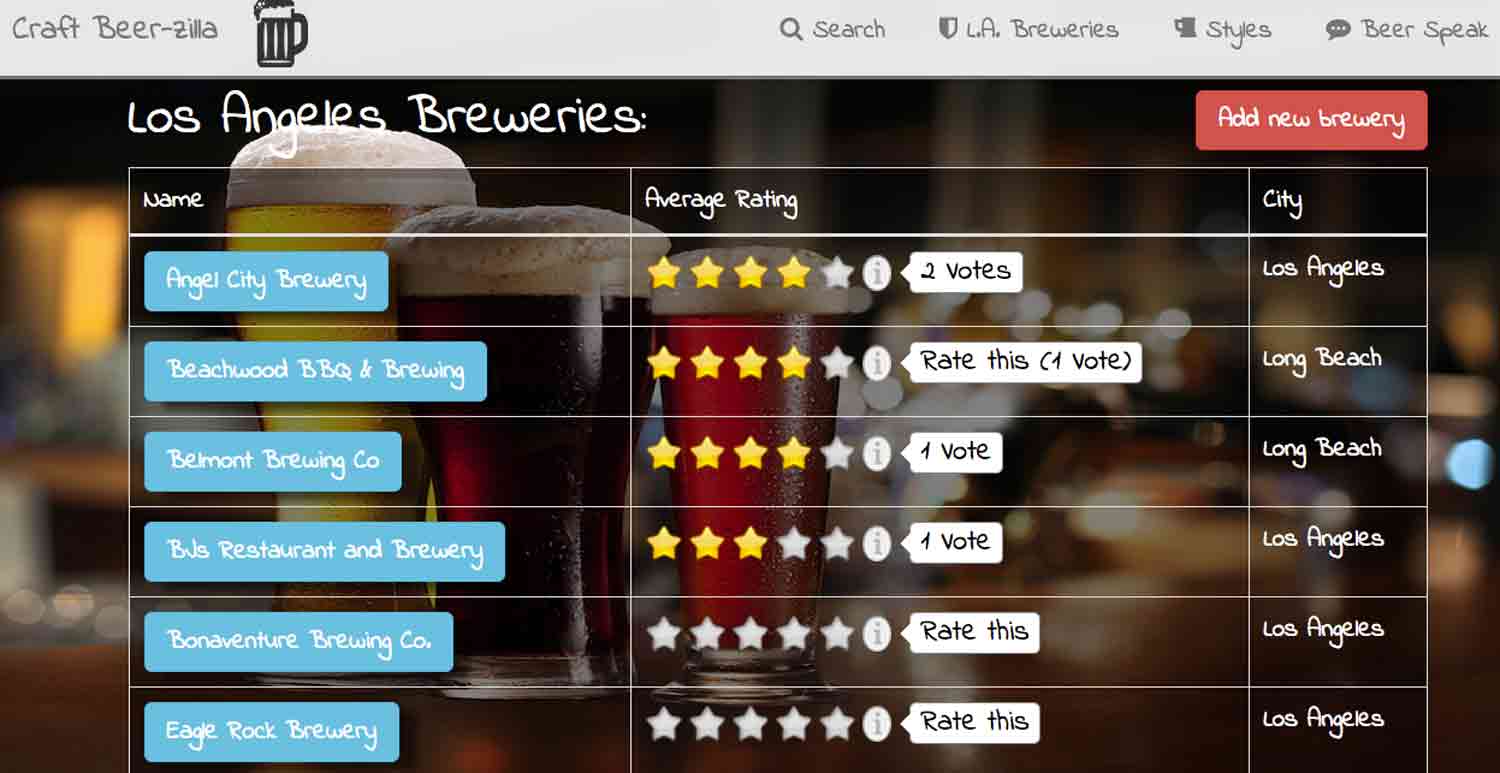 Craft Beer-zilla Search L.A. Breweries Styles Beer Speak
Los Angeles Breweries: Add new brewery
Name Average Rating City
Angel City Brewery 2 Votes Los Angeles
Beachwood BBQ & Brewing Rate this (1 Vote) Long Beach
Belmont Brewing Co 1 Vote Long Beach
BJs Restaurant and Brewery 1 Vote Los Angeles
Bonaventure Brewing Co. Rate this Los Angeles
Eagle Rock Brewery Rate this Los Angeles